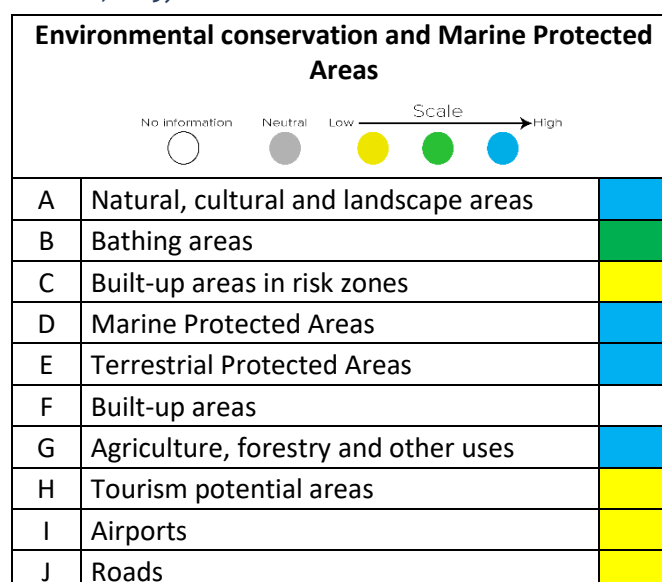 Environmental conservation and Marine Protected
Areas
No information Neutral Low Scale High
A Natural, cultural and landscape areas
B Bathing areas
C Built-up areas in risk zones
D Marine Protected Areas
E Terrestrial Protected Areas
F Built-up areas
G Agriculture, forestry and other uses
H Tourism potential areas
I Airports
J Roads